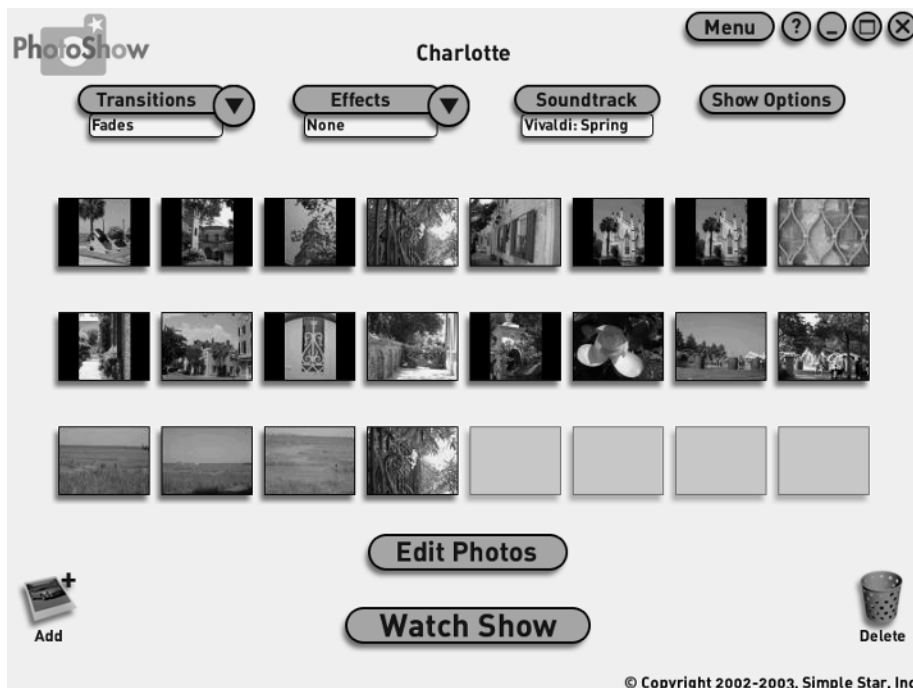 PhotoShow
Menu ?
Charlotte
Transitions Effects Soundtrack Show Options
Fades None Vivaldi: Spring
Edit Photos
Add Watch Show Delete
© Copyright 2002-2003, Simple Star, Inc